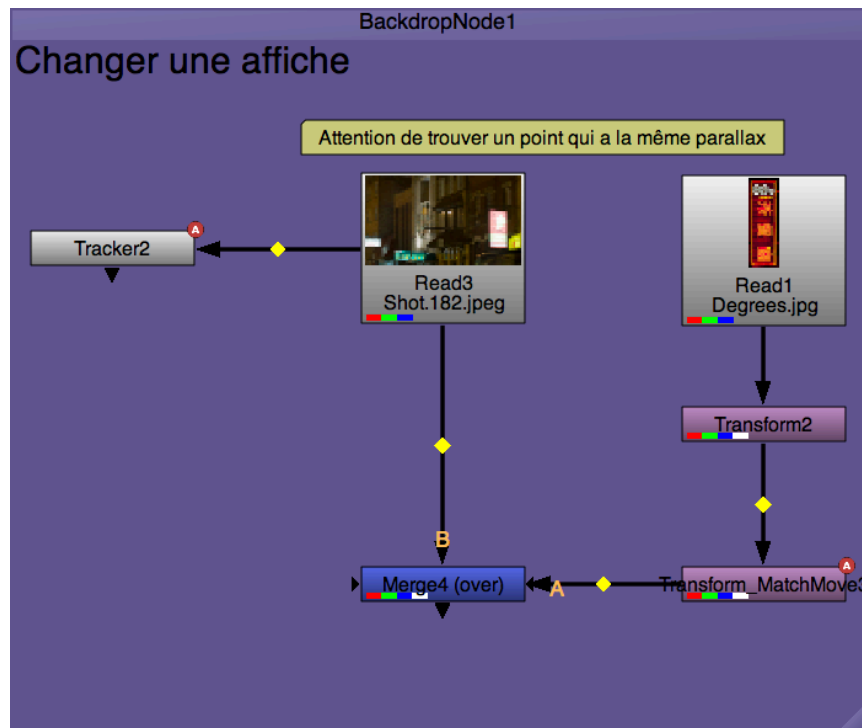 BackdropNode1
Changer une affiche
Attention de trouver un point qui a la même parallax
A
Tracker2
Read3
Shot.182.jpeg
Read1
Degrees.jpg
Transform2
B
A
Merge4 (over)
A
Transform_MatchMove3